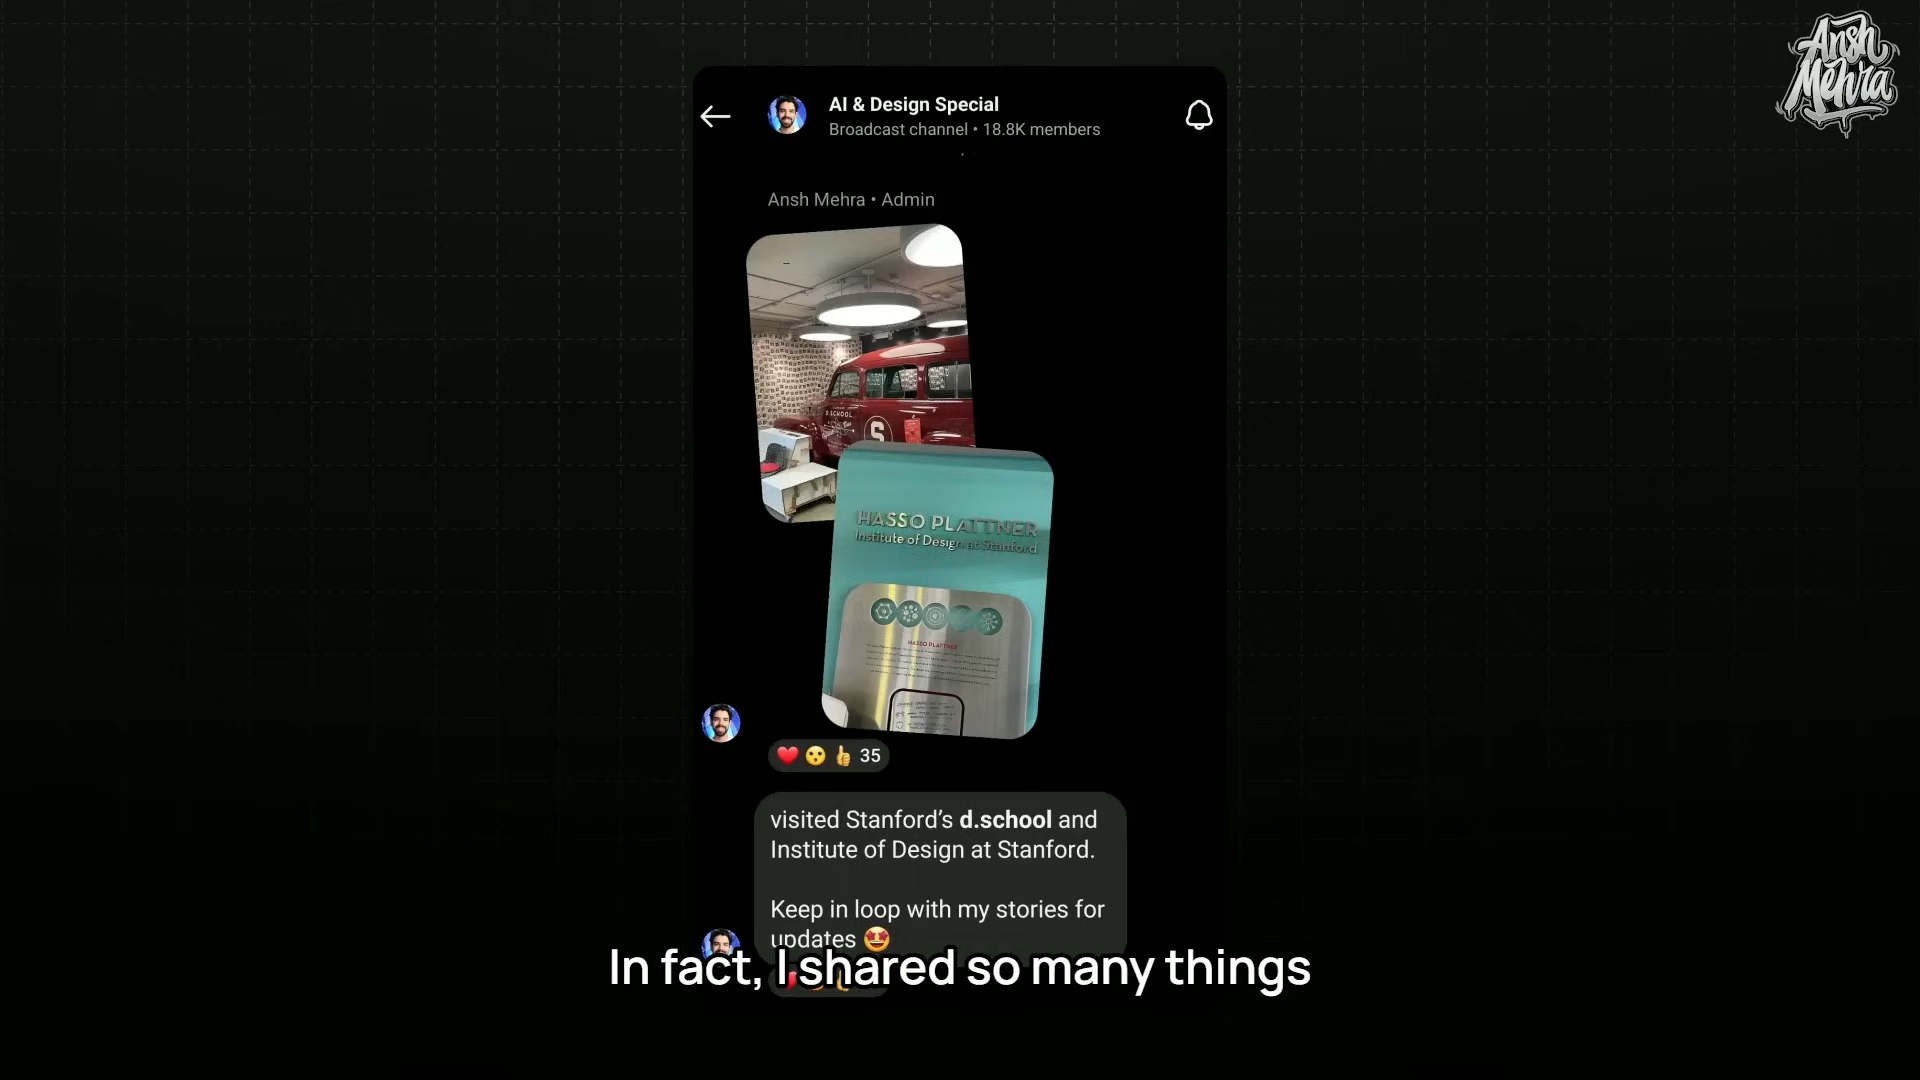 Ansh
Mehra
AI & Design Special
Broadcast channel • 18.8K members
Ansh Mehra • Admin
D.SCHOOL
S
HASSO PLATTNER
Institute of Design at Stanford
HASSO PLATTNER
35
visited Stanford’s d.school and
Institute of Design at Stanford.
Keep in loop with my stories for
updates 🤩
In fact, I shared so many things